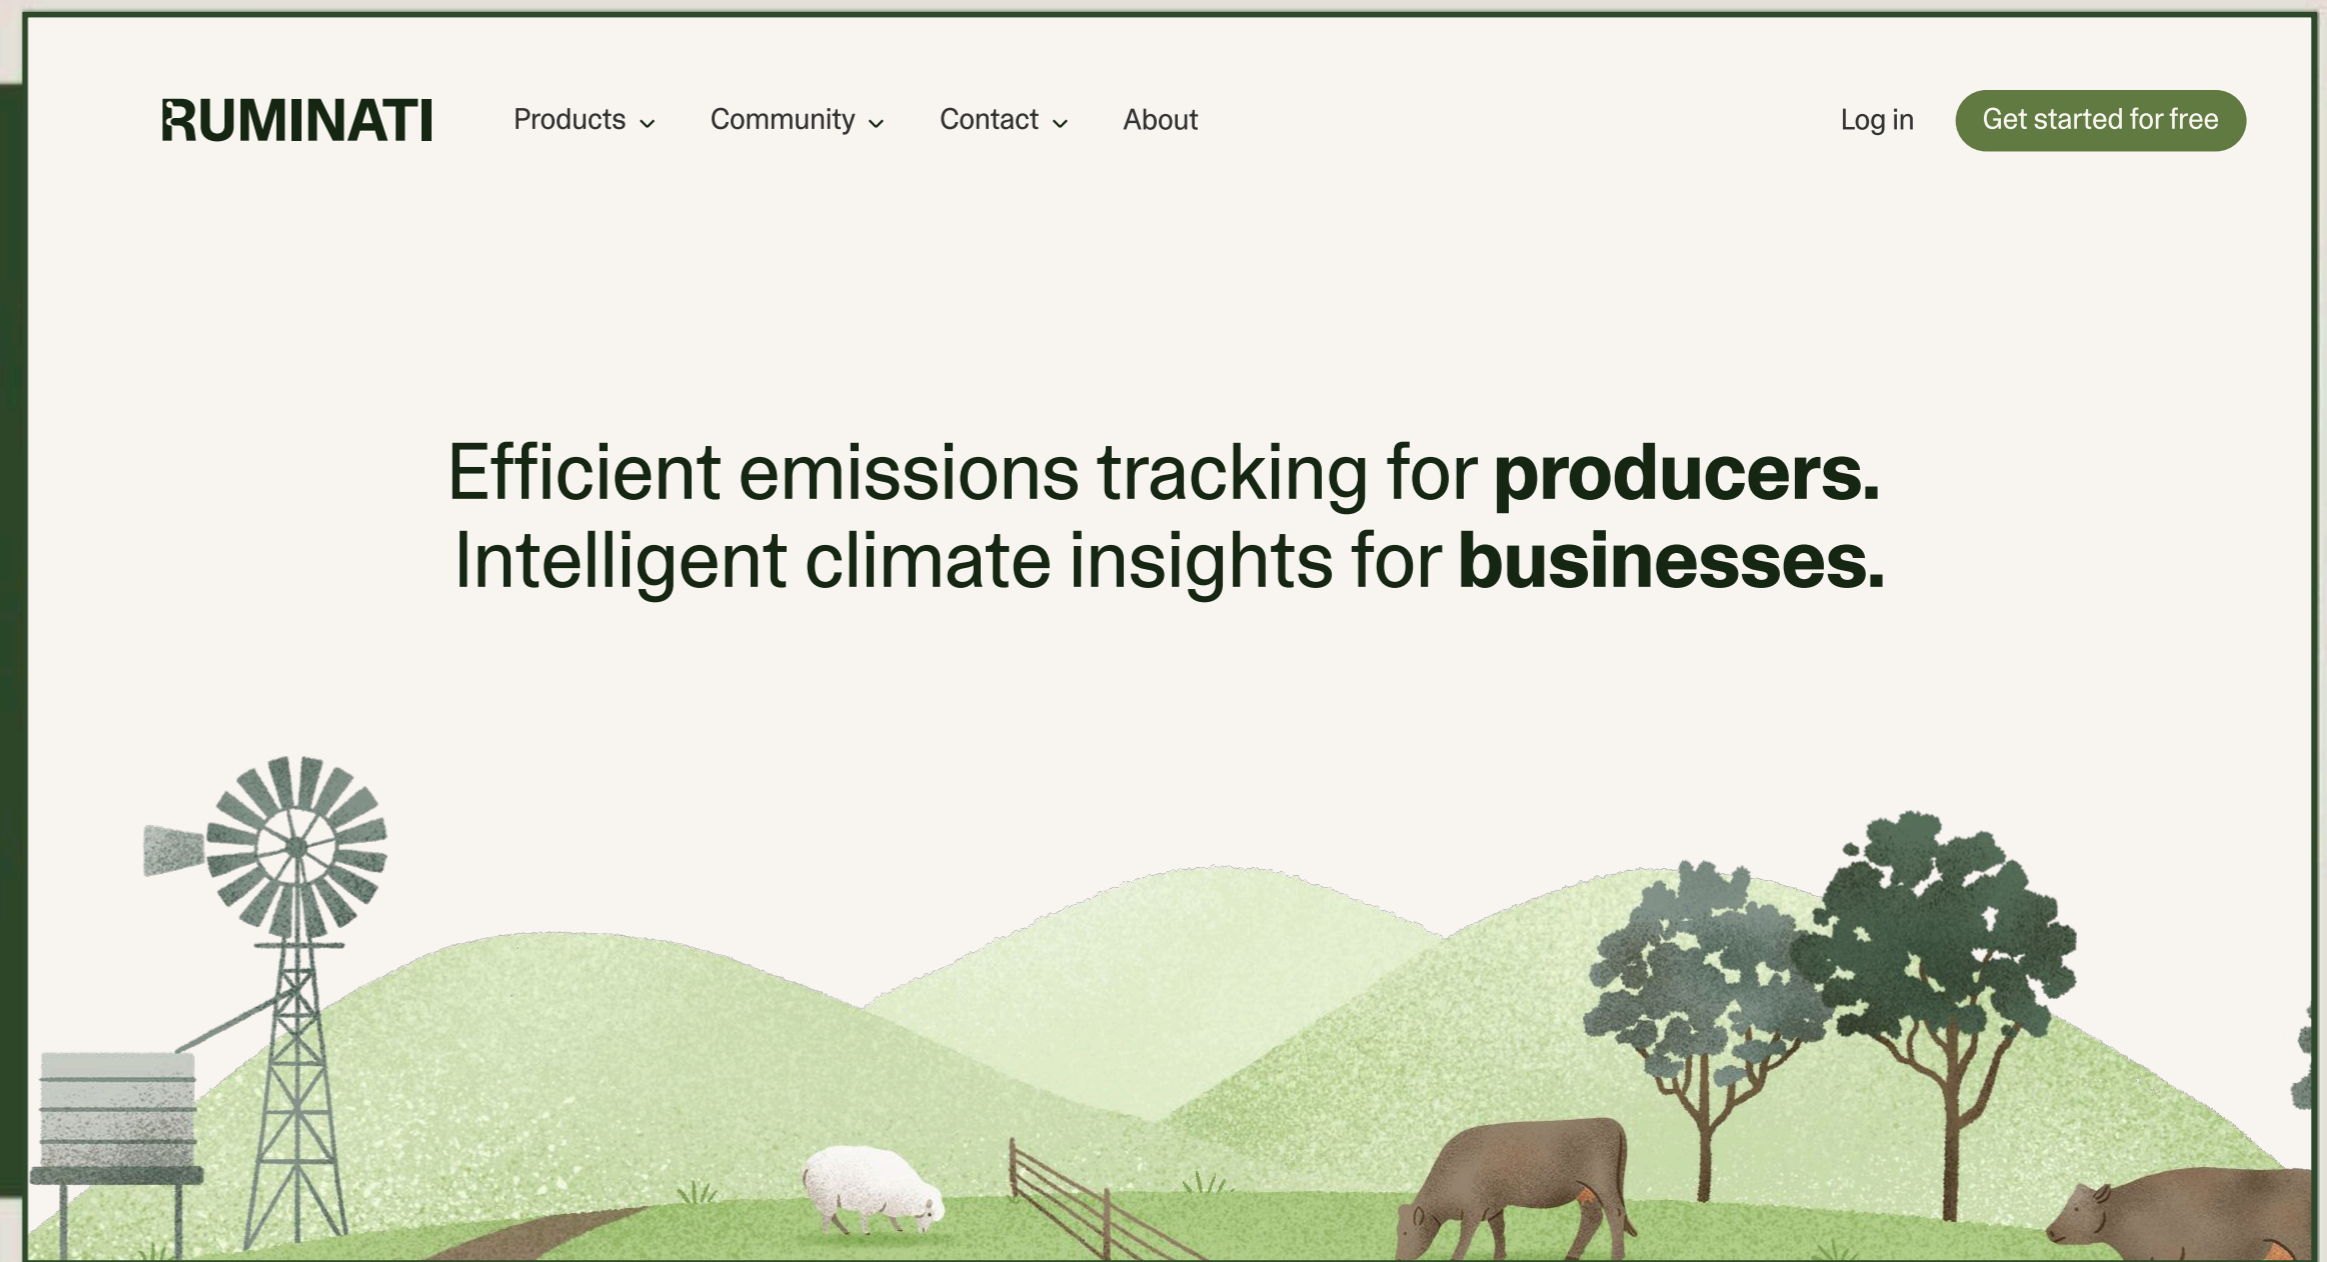 RUMINATI
Products
Community
Contact
About
Log in
Get started for free
Efficient emissions tracking for producers.
Intelligent climate insights for businesses.